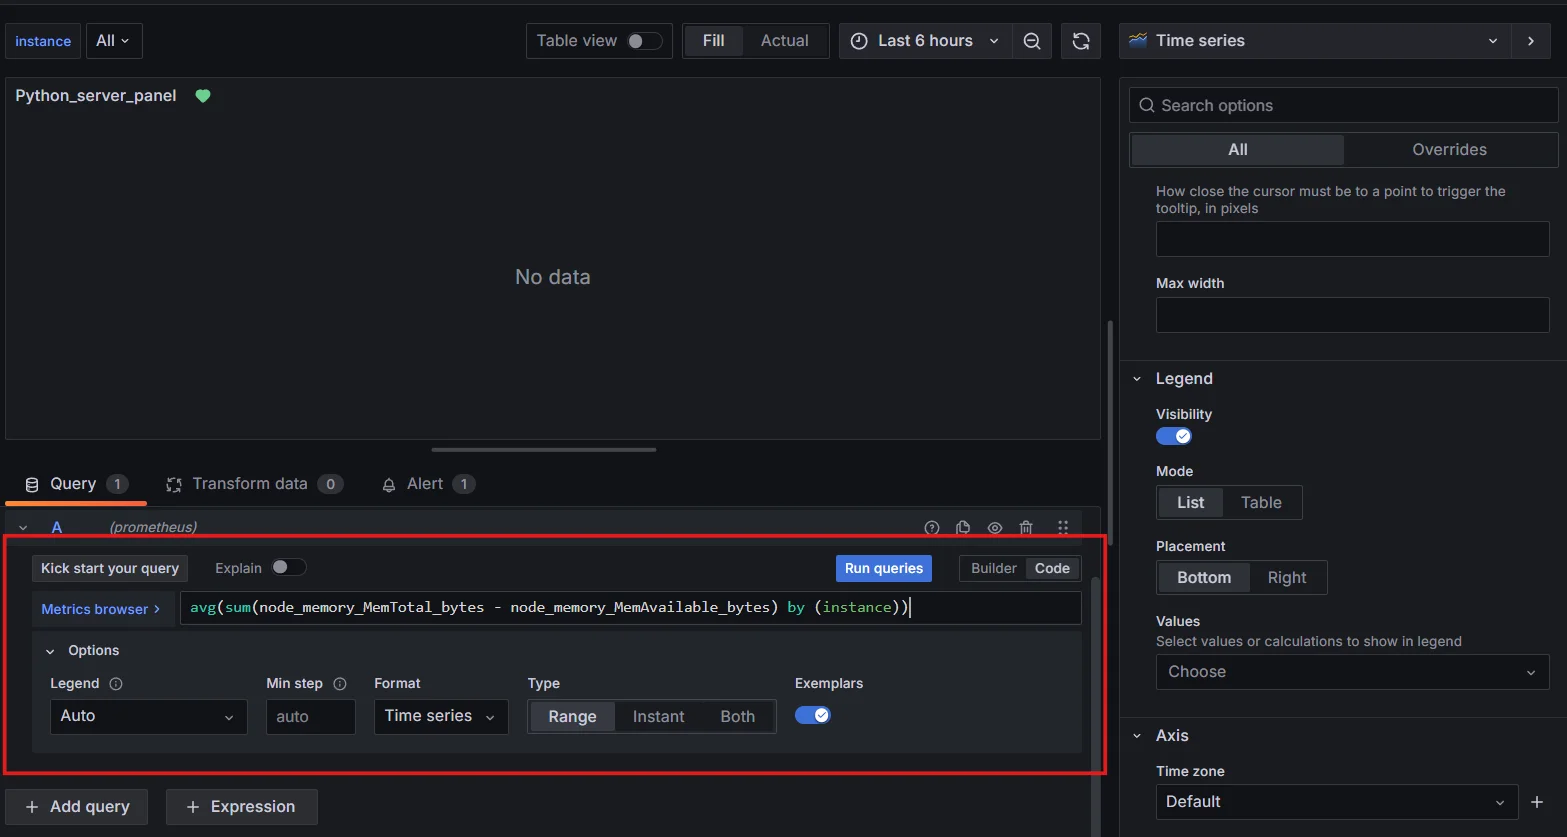 instance All Table view Fill Actual Last 6 hours Time series
Python_server_panel
Search options
All Overrides
How close the cursor must be to a point to trigger the
tooltip, in pixels
No data
Max width
Legend
Visibility
Mode
List Table
Placement
Bottom Right
Values
Select values or calculations to show in legend
Choose
Axis
Time zone
Default
Query 1 Transform data 0 Alert 1
A (prometheus)
Kick start your query Explain Run queries Builder Code
Metrics browser > avg(sum(node_memory_MemTotal_bytes - node_memory_MemAvailable_bytes) by (instance))
Options
Legend Min step Format Type Exemplars
Auto auto Time series Range Instant Both
+ Add query + Expression